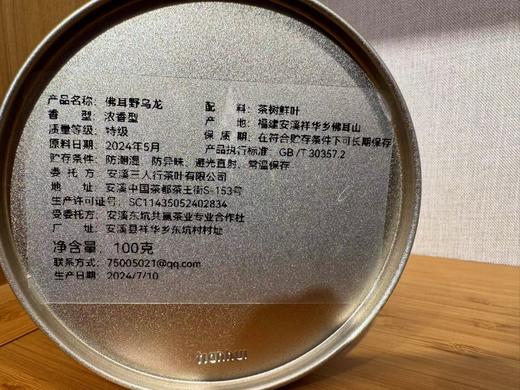 产品名称：佛耳野乌龙
香　　型：浓香型
质量等级：特级
原料日期：2024年5月
贮存条件：防潮湿　防异味、避光直射、常温保存
配　　料：茶树鲜叶
产　　地：福建安溪祥华乡佛耳山
保 质 期：在符合贮存条件下可长期保存
产品执行标准：GB/T30357.2
委 托 方：安溪三人行茶叶有限公司
地　　址：安溪中国茶都茶王街S-153号
生产许可证号：SC11435052402834
受委托方：安溪东坑共赢茶业专业合作社
厂　　址：安溪县祥华乡东坑村村址
净含量：100克
联系方式：75005021@qq.com
生产日期：2024/7/10